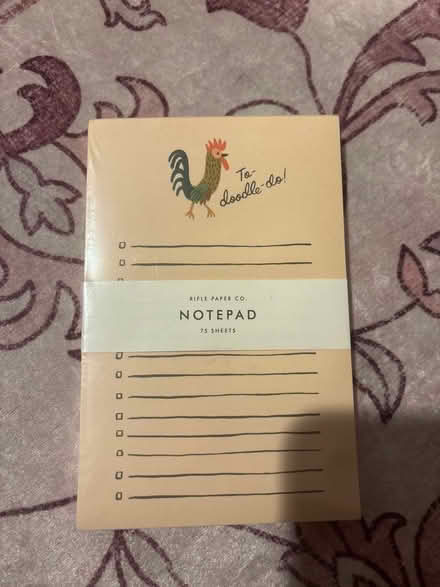 To-
doodle-do!
RIFLE PAPER CO.
NOTEPAD
75 SHEETS